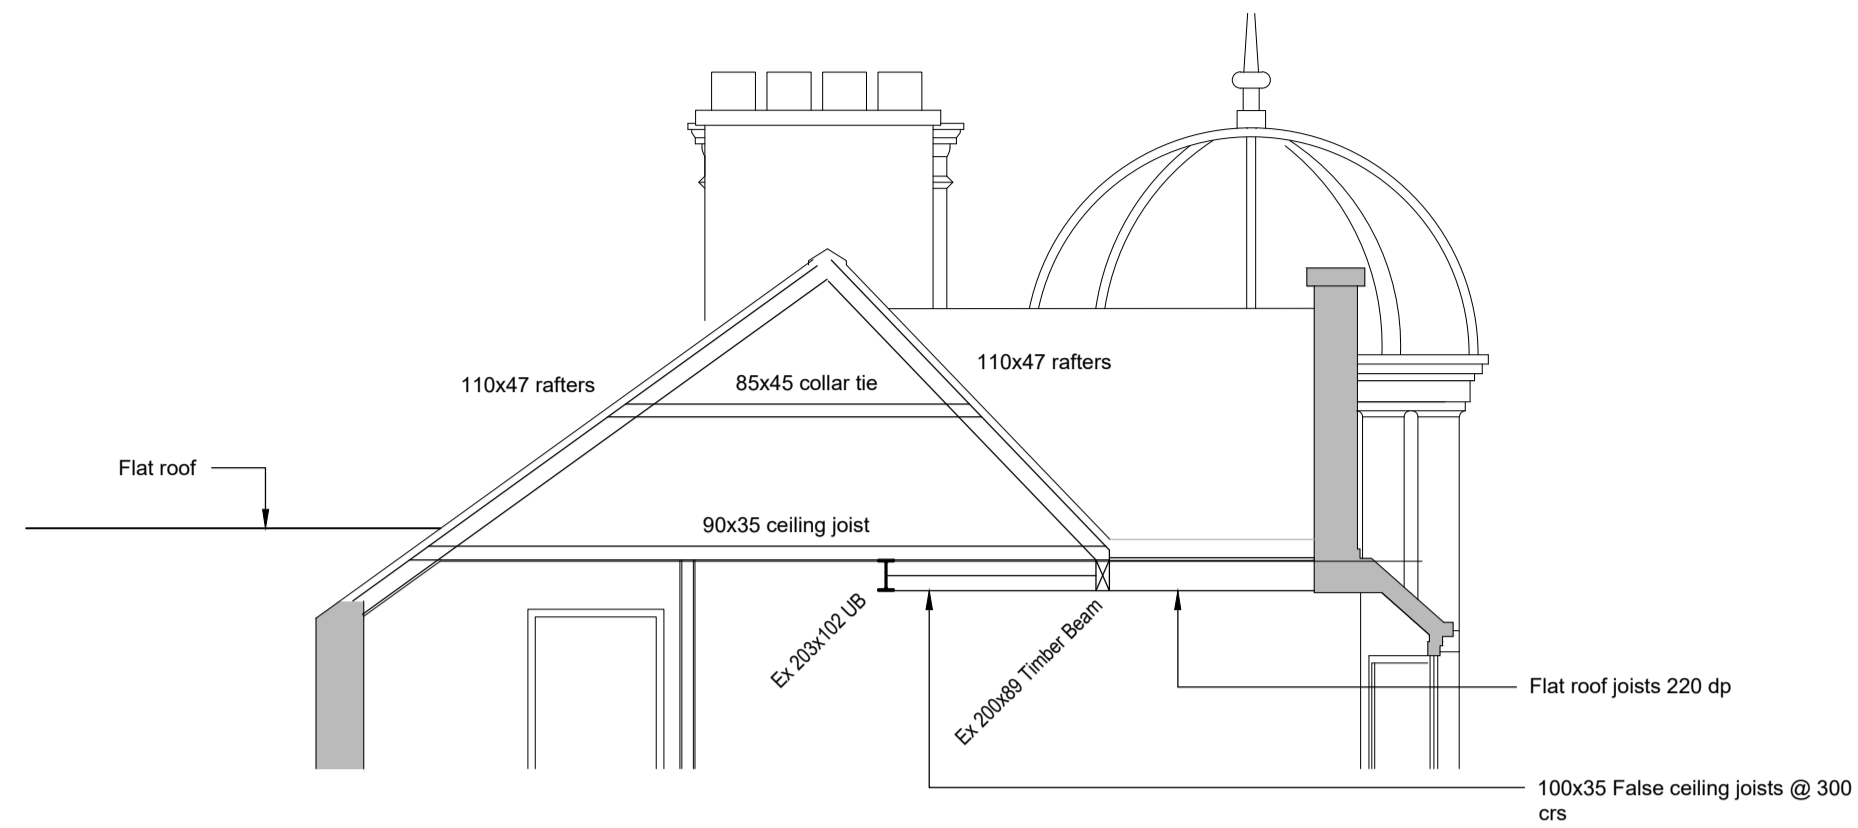 110x47 rafters
110x47 rafters
85x45 collar tie
Flat roof
90x35 ceiling joist
Ex 203x102 UB
Ex 200x89 Timber Beam
Flat roof joists 220 dp
100x35 False ceiling joists @ 300
crs